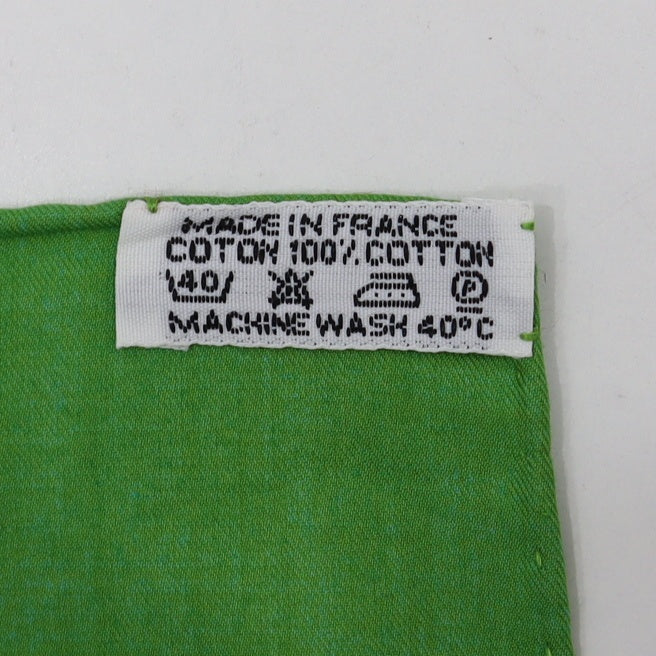 MADE IN FRANCE
COTON 100% COTTON
40 P
MACHINE WASH 40°C